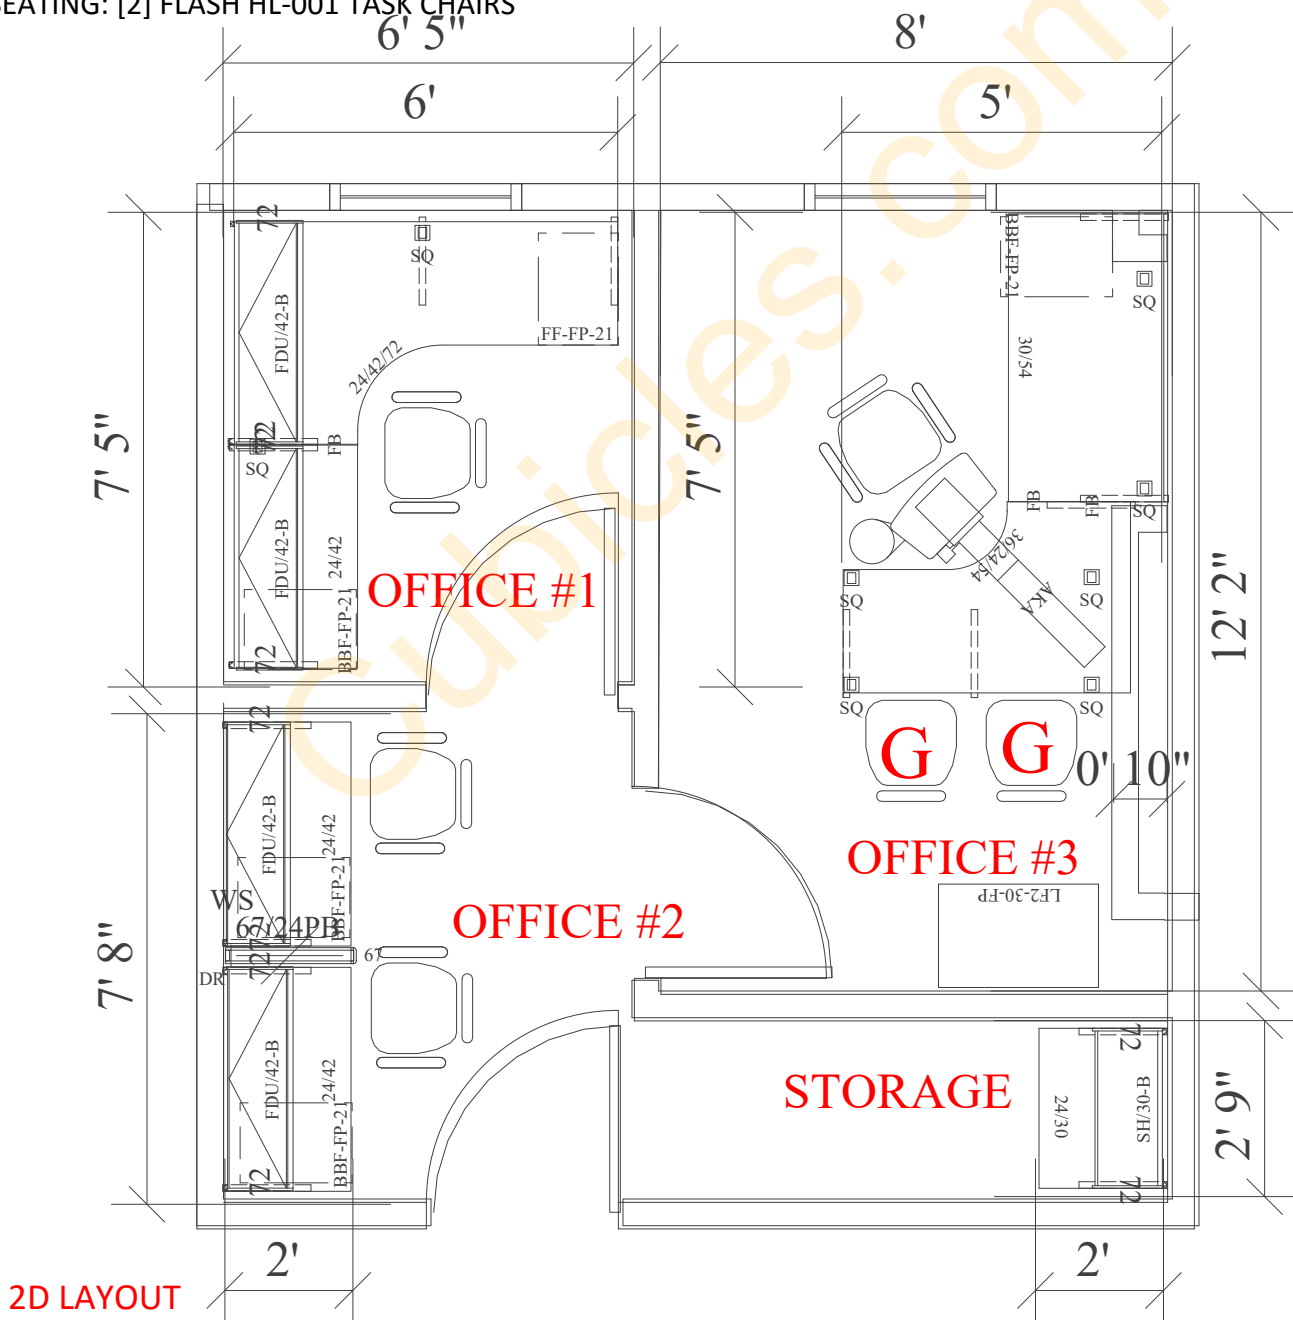 SEATING: [2] FLASH HL-001 TASK CHAIRS
6' 5"
8'
6'
5'
72
SQ
BBF-FP-21
SQ
FDU/42-B
FF-FP-21
24/42/72
30/54
7' 5"
72
FB
SQ
7' 5"
FB
FB
SQ
SQ
FDU/42-B
24/42
36/24/54
OFFICE #1
AKA
SQ
SQ
12' 2"
BBF-FP-21
72
SQ
SQ
72
G
G
0' 10"
FDU/42-B
24/42
OFFICE #3
BBF-FP-21
LF2-30-FP
WS
67/24PB
OFFICE #2
72
67
72
DR
7' 8"
FDU/42-B
24/42
BBF-FP-21
72
STORAGE
72
24/30
SH/30-B
72
2' 9"
2'
2'
2D LAYOUT
Cubicles.com